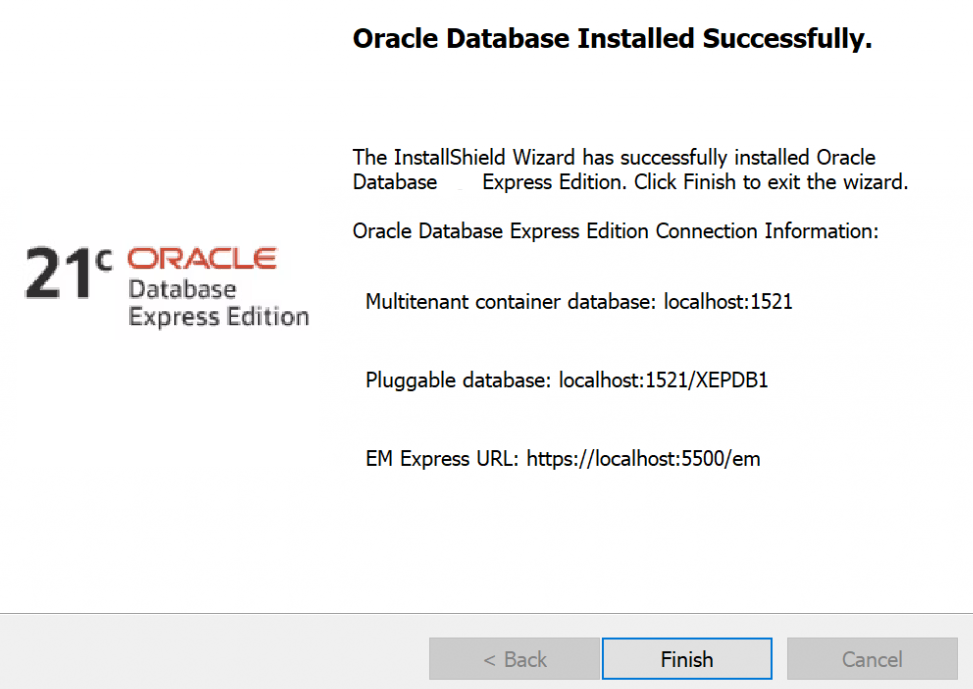 Oracle Database Installed Successfully.
The InstallShield Wizard has successfully installed Oracle
Database Express Edition. Click Finish to exit the wizard.
Oracle Database Express Edition Connection Information:
21c ORACLE
Database
Express Edition
Multitenant container database: localhost:1521
Pluggable database: localhost:1521/XEPDB1
EM Express URL: https://localhost:5500/em
< Back
Finish
Cancel